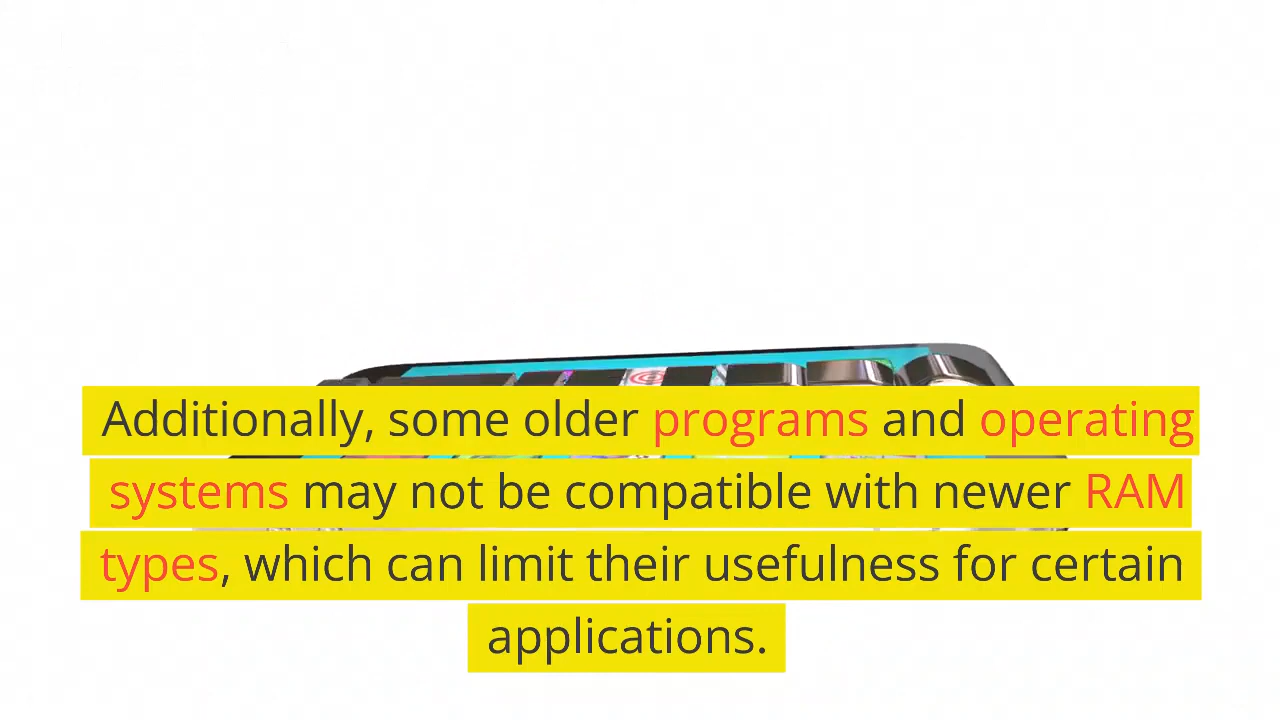 Additionally, some older programs and operating
systems may not be compatible with newer RAM
types, which can limit their usefulness for certain
applications.